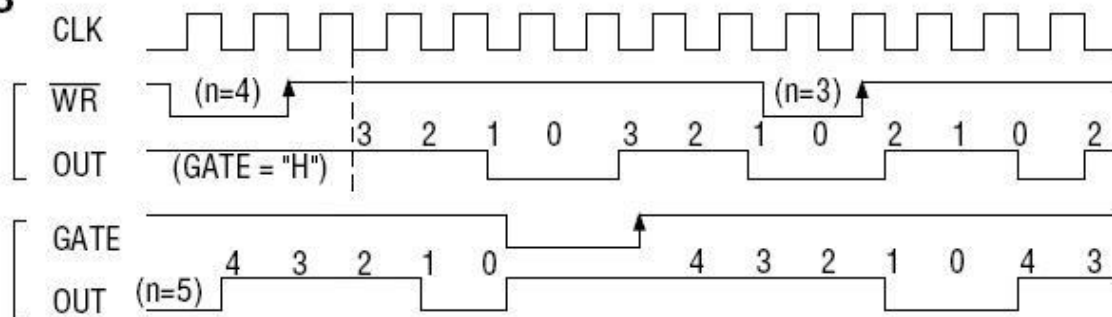 CLK
WR (n=4) (n=3)
3 2 1 0 3 2 1 0 2 1 0 2
OUT (GATE = "H")
GATE
4 3 2 1 0 4 3 2 1 0 4 3
OUT (n=5)